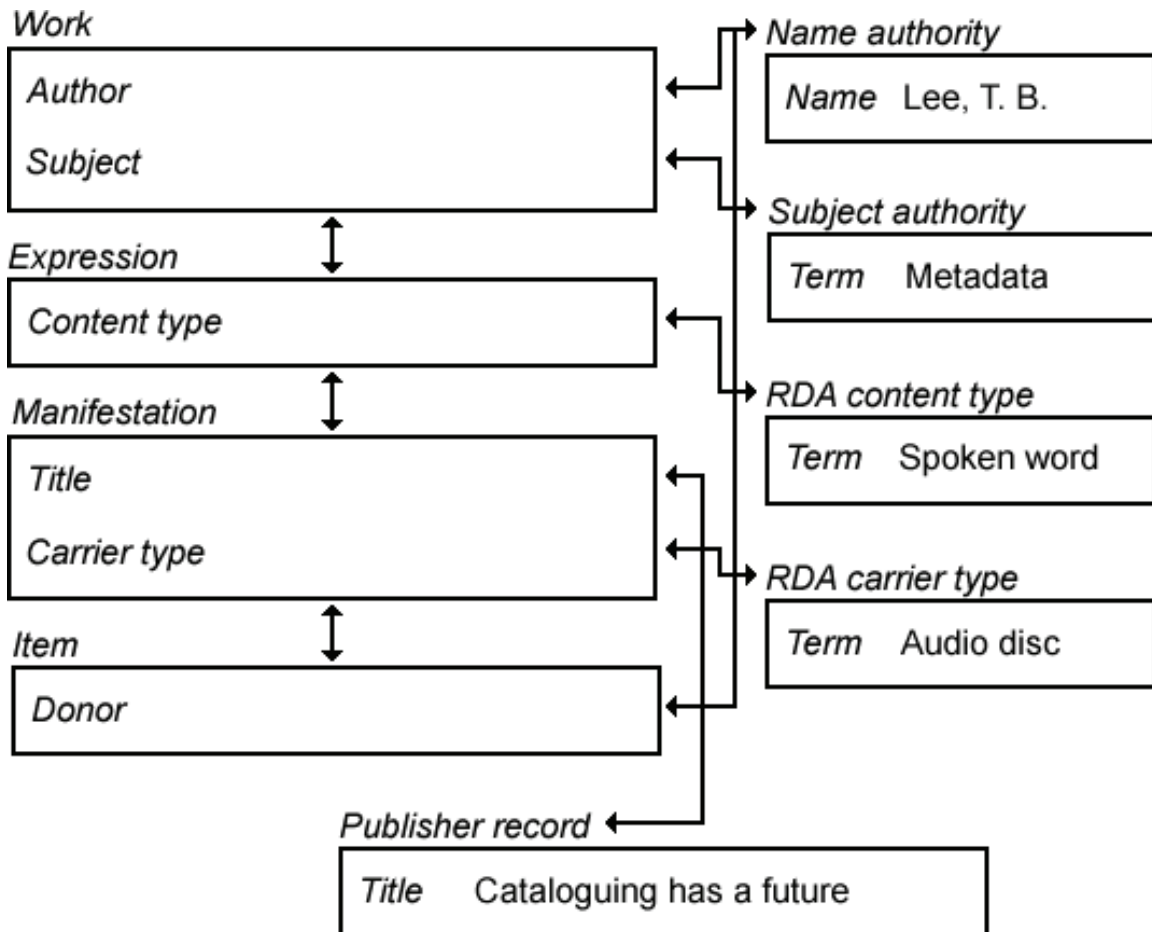 Work
Author
Subject
Expression
Content type
Manifestation
Title
Carrier type
Item
Donor
Name authority
Name Lee, T. B.
Subject authority
Term Metadata
RDA content type
Term Spoken word
RDA carrier type
Term Audio disc
Publisher record
Title Cataloguing has a future